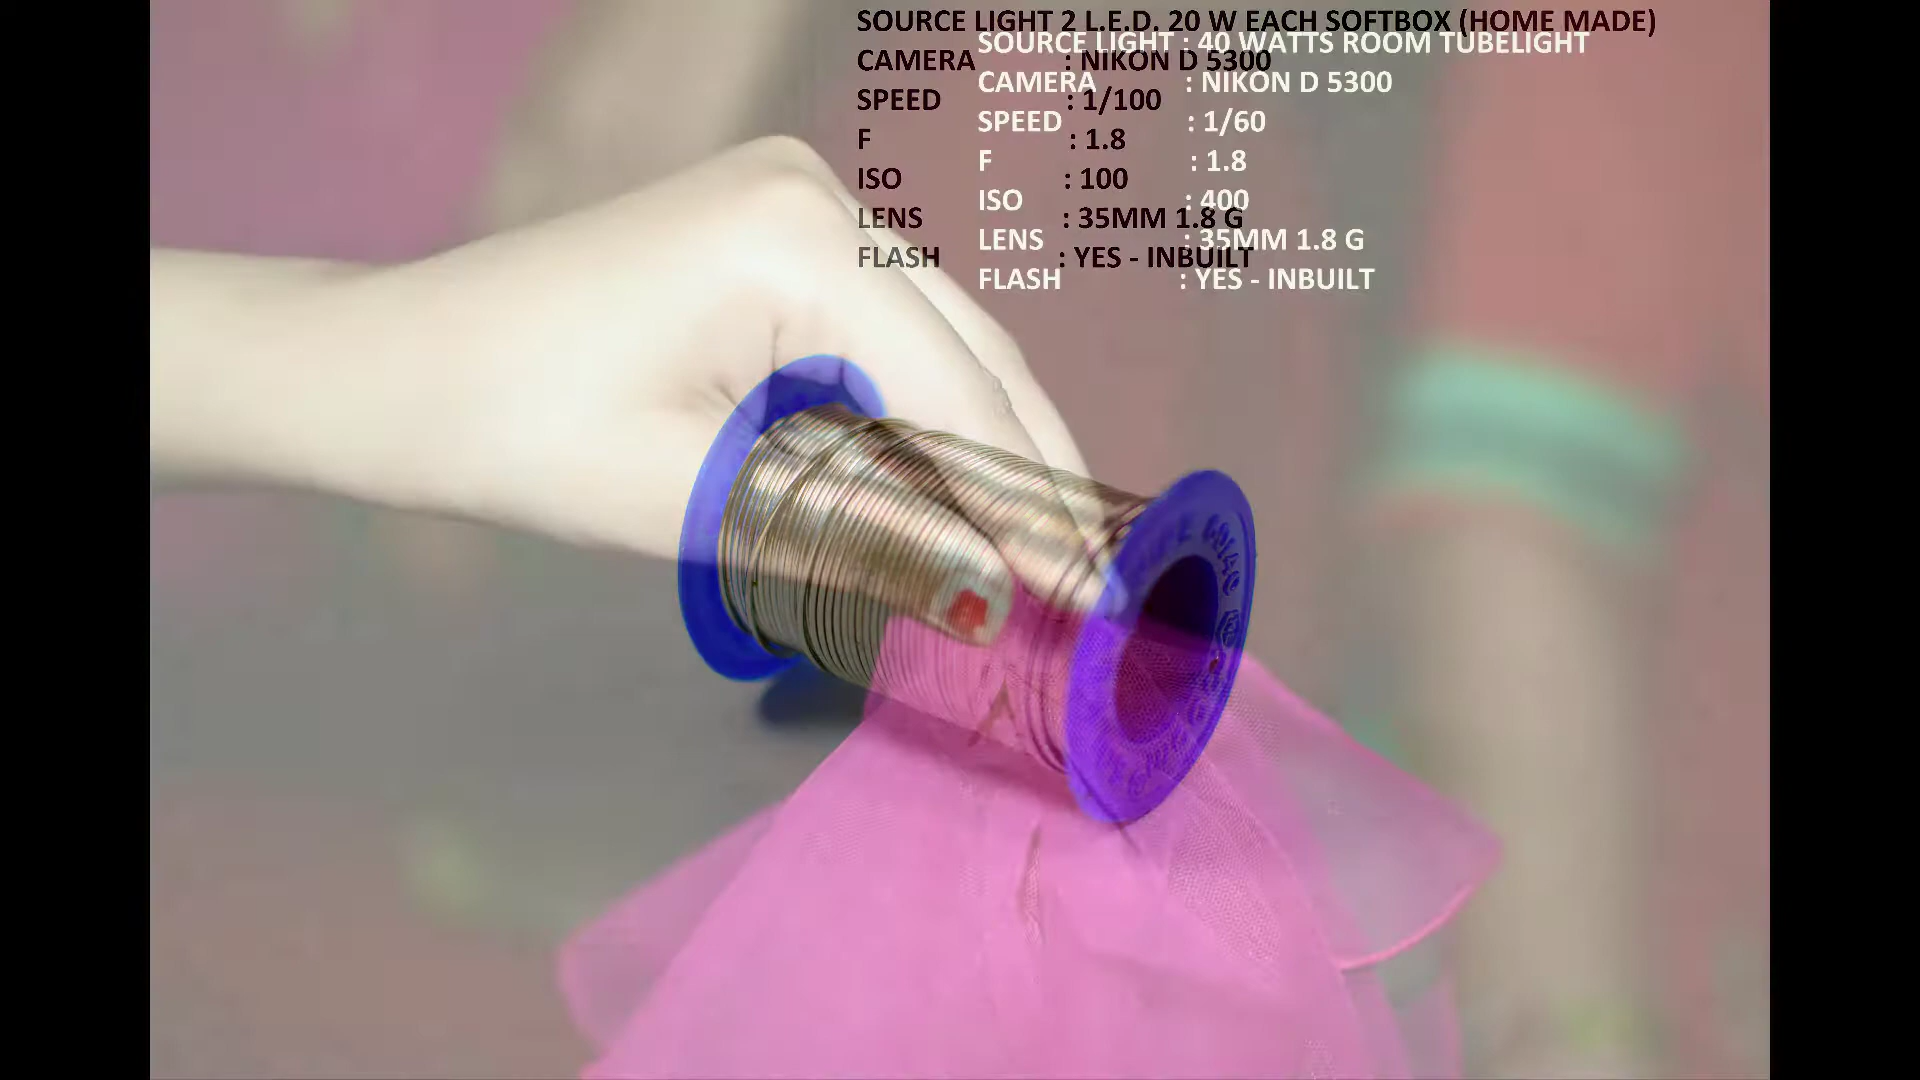 SOURCE LIGHT 2 L.E.D. 20 W EACH SOFTBOX (HOME MADE)
CAMERA : NIKON D 5300
SPEED : 1/100
F : 1.8
ISO : 100
LENS : 35MM 1.8 G
FLASH : YES - INBUILT
SOURCE LIGHT : 40 WATTS ROOM TUBELIGHT
CAMERA : NIKON D 5300
SPEED : 1/60
F : 1.8
ISO : 400
LENS : 35MM 1.8 G
FLASH : YES - INBUILT